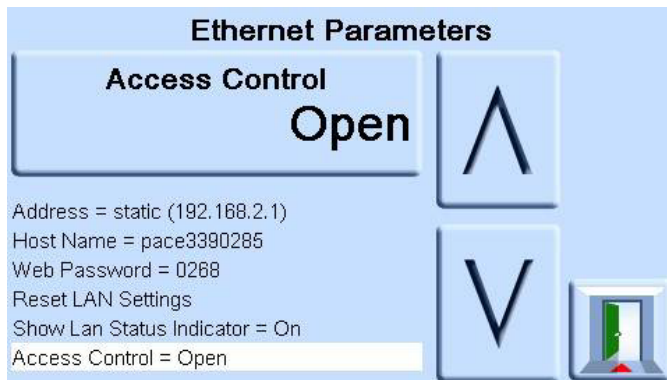 Ethernet Parameters
Access Control
Open
Address = static (192.168.2.1)
Host Name = pace3390285
Web Password = 0268
Reset LAN Settings
Show Lan Status Indicator = On
Access Control = Open